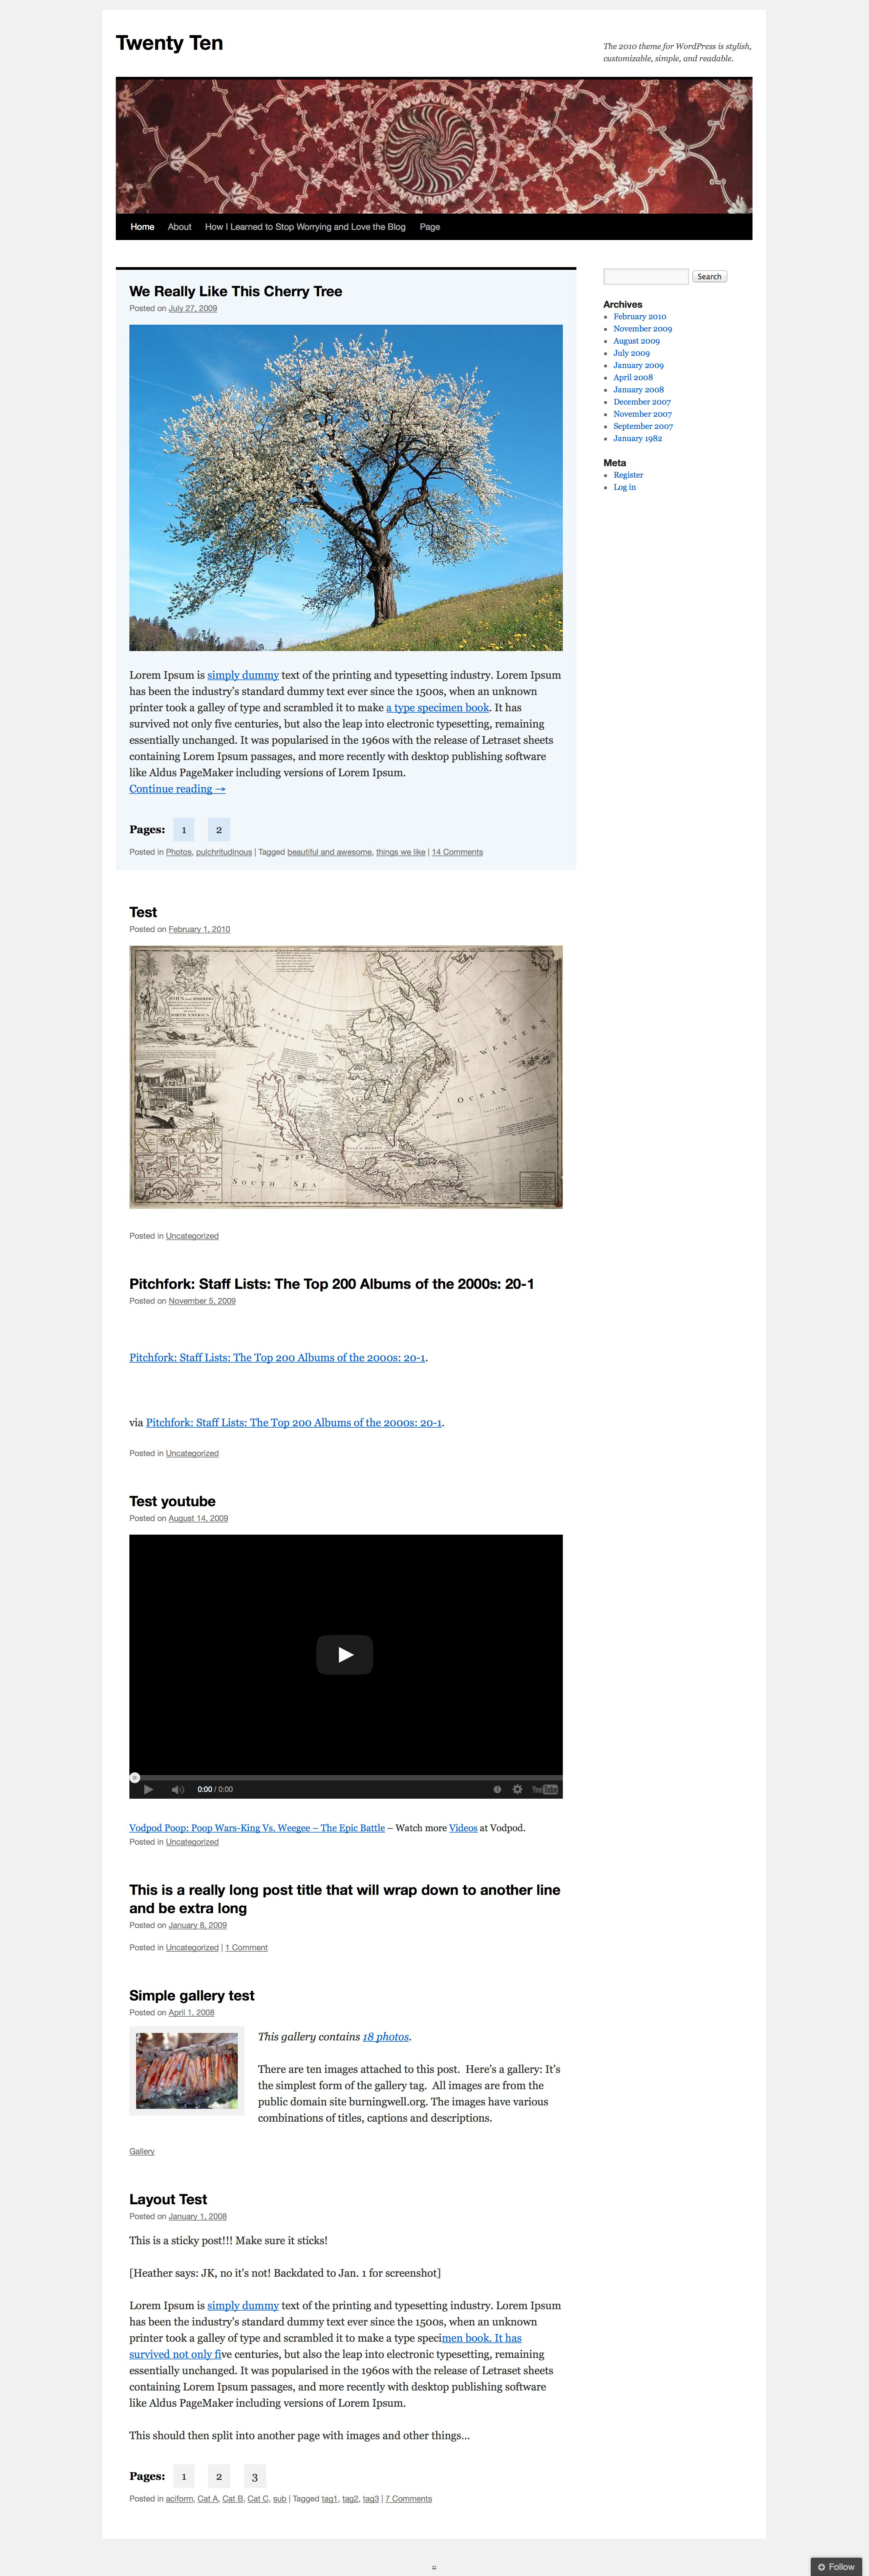 Twenty Ten
The 2010 theme for WordPress is stylish,
customizable, simple, and readable.
Home About How I Learned to Stop Worrying and Love the Blog Page
We Really Like This Cherry Tree
Posted on July 27, 2009
Lorem Ipsum is simply dummy text of the printing and typesetting industry. Lorem Ipsum
has been the industry's standard dummy text ever since the 1500s, when an unknown
printer took a galley of type and scrambled it to make a type specimen book. It has
survived not only five centuries, but also the leap into electronic typesetting, remaining
essentially unchanged. It was popularised in the 1960s with the release of Letraset sheets
containing Lorem Ipsum passages, and more recently with desktop publishing software
like Aldus PageMaker including versions of Lorem Ipsum.
Continue reading →
Pages: 1 2
Posted in Photos, pulchritudinous | Tagged beautiful and awesome, things we like | 14 Comments
Search
Archives
February 2010
November 2009
August 2009
July 2009
January 2009
April 2008
January 2008
December 2007
November 2007
September 2007
January 1982
Meta
Register
Log in
Test
Posted on February 1, 2010
NORTH AMERICA
WESTERN
OCEAN
SOUTH SEA
Posted in Uncategorized
Pitchfork: Staff Lists: The Top 200 Albums of the 2000s: 20-1
Posted on November 5, 2009
Pitchfork: Staff Lists: The Top 200 Albums of the 2000s: 20-1.
via Pitchfork: Staff Lists: The Top 200 Albums of the 2000s: 20-1.
Posted in Uncategorized
Test youtube
Posted on August 14, 2009
0:00 / 0:00
YouTube
Vodpod Poop: Poop Wars-King Vs. Weegee – The Epic Battle – Watch more Videos at Vodpod.
Posted in Uncategorized
This is a really long post title that will wrap down to another line
and be extra long
Posted on January 8, 2009
Posted in Uncategorized | 1 Comment
Simple gallery test
Posted on April 1, 2008
This gallery contains 18 photos.
There are ten images attached to this post.  Here's a gallery: It's
the simplest form of the gallery tag.  All images are from the
public domain site burningwell.org. The images have various
combinations of titles, captions and descriptions.
Gallery
Layout Test
Posted on January 1, 2008
This is a sticky post!!! Make sure it sticks!
[Heather says: JK, no it's not! Backdated to Jan. 1 for screenshot]
Lorem Ipsum is simply dummy text of the printing and typesetting industry. Lorem Ipsum
has been the industry's standard dummy text ever since the 1500s, when an unknown
printer took a galley of type and scrambled it to make a type specimen book. It has
survived not only five centuries, but also the leap into electronic typesetting, remaining
essentially unchanged. It was popularised in the 1960s with the release of Letraset sheets
containing Lorem Ipsum passages, and more recently with desktop publishing software
like Aldus PageMaker including versions of Lorem Ipsum.
This should then split into another page with images and other things…
Pages: 1 2 3
Posted in aciform, Cat A, Cat B, Cat C, sub | Tagged tag1, tag2, tag3 | 7 Comments
Follow